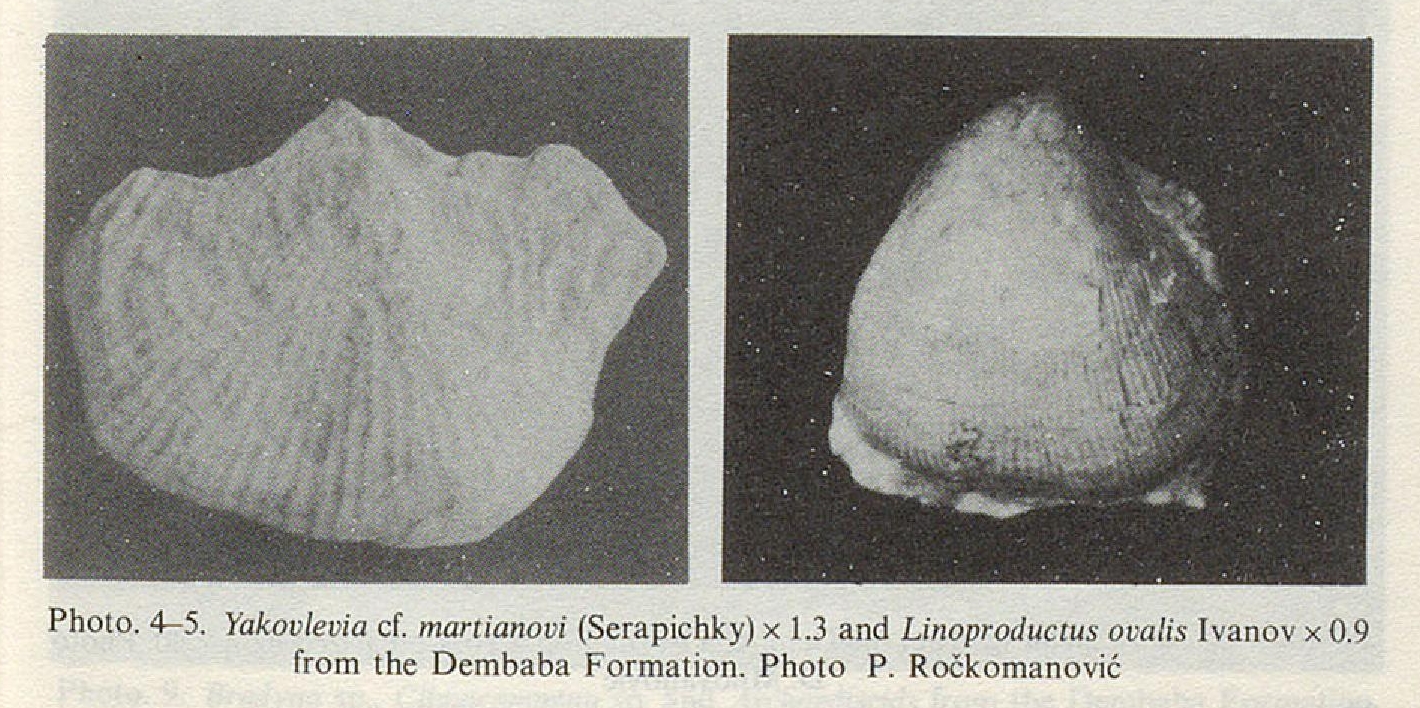 Photo. 4–5. Yakovlevia cf. martianovi (Serapichky) × 1.3 and Linoproductus ovalis Ivanov × 0.9
from the Dembaba Formation. Photo P. Ročkomanović